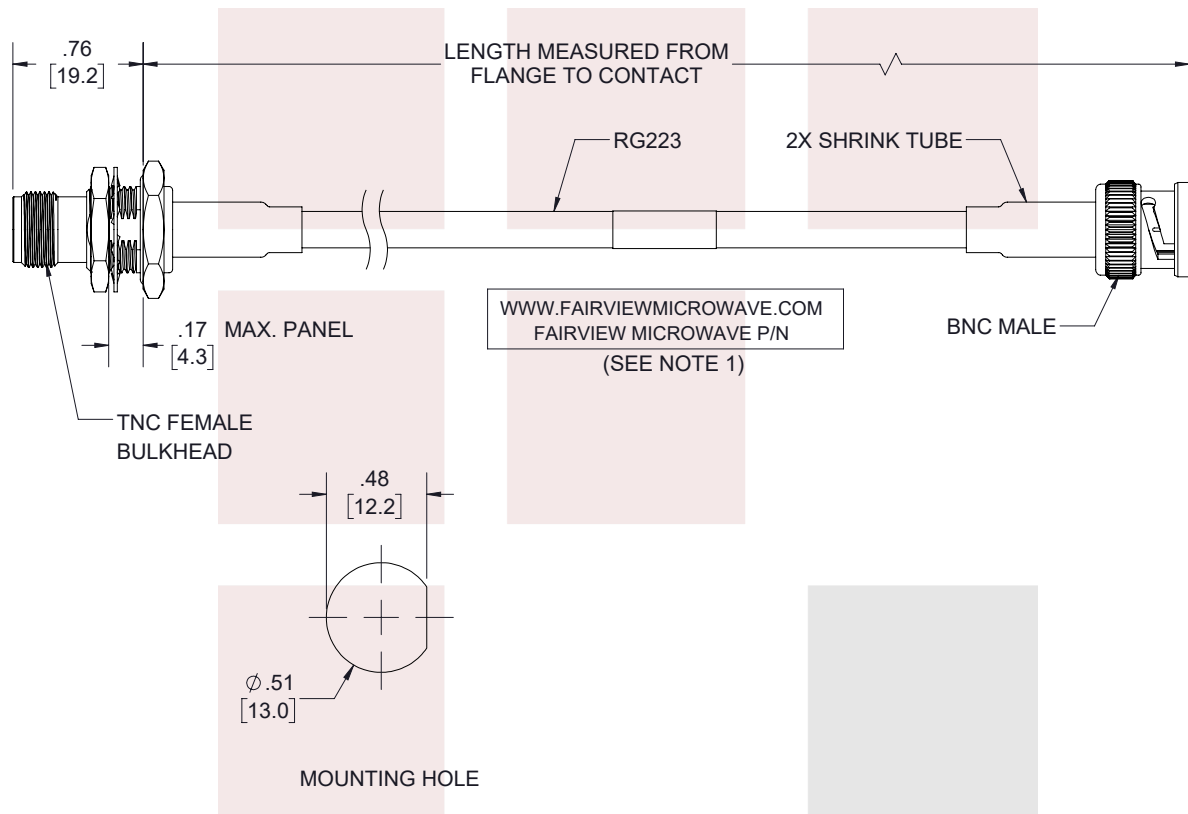 .76
[19.2]
LENGTH MEASURED FROM
FLANGE TO CONTACT
RG223
2X SHRINK TUBE
.17 MAX. PANEL
[4.3]
WWW.FAIRVIEWMICROWAVE.COM
FAIRVIEW MICROWAVE P/N
(SEE NOTE 1)
BNC MALE
TNC FEMALE
BULKHEAD
.48
[12.2]
∅.51
[13.0]
MOUNTING HOLE